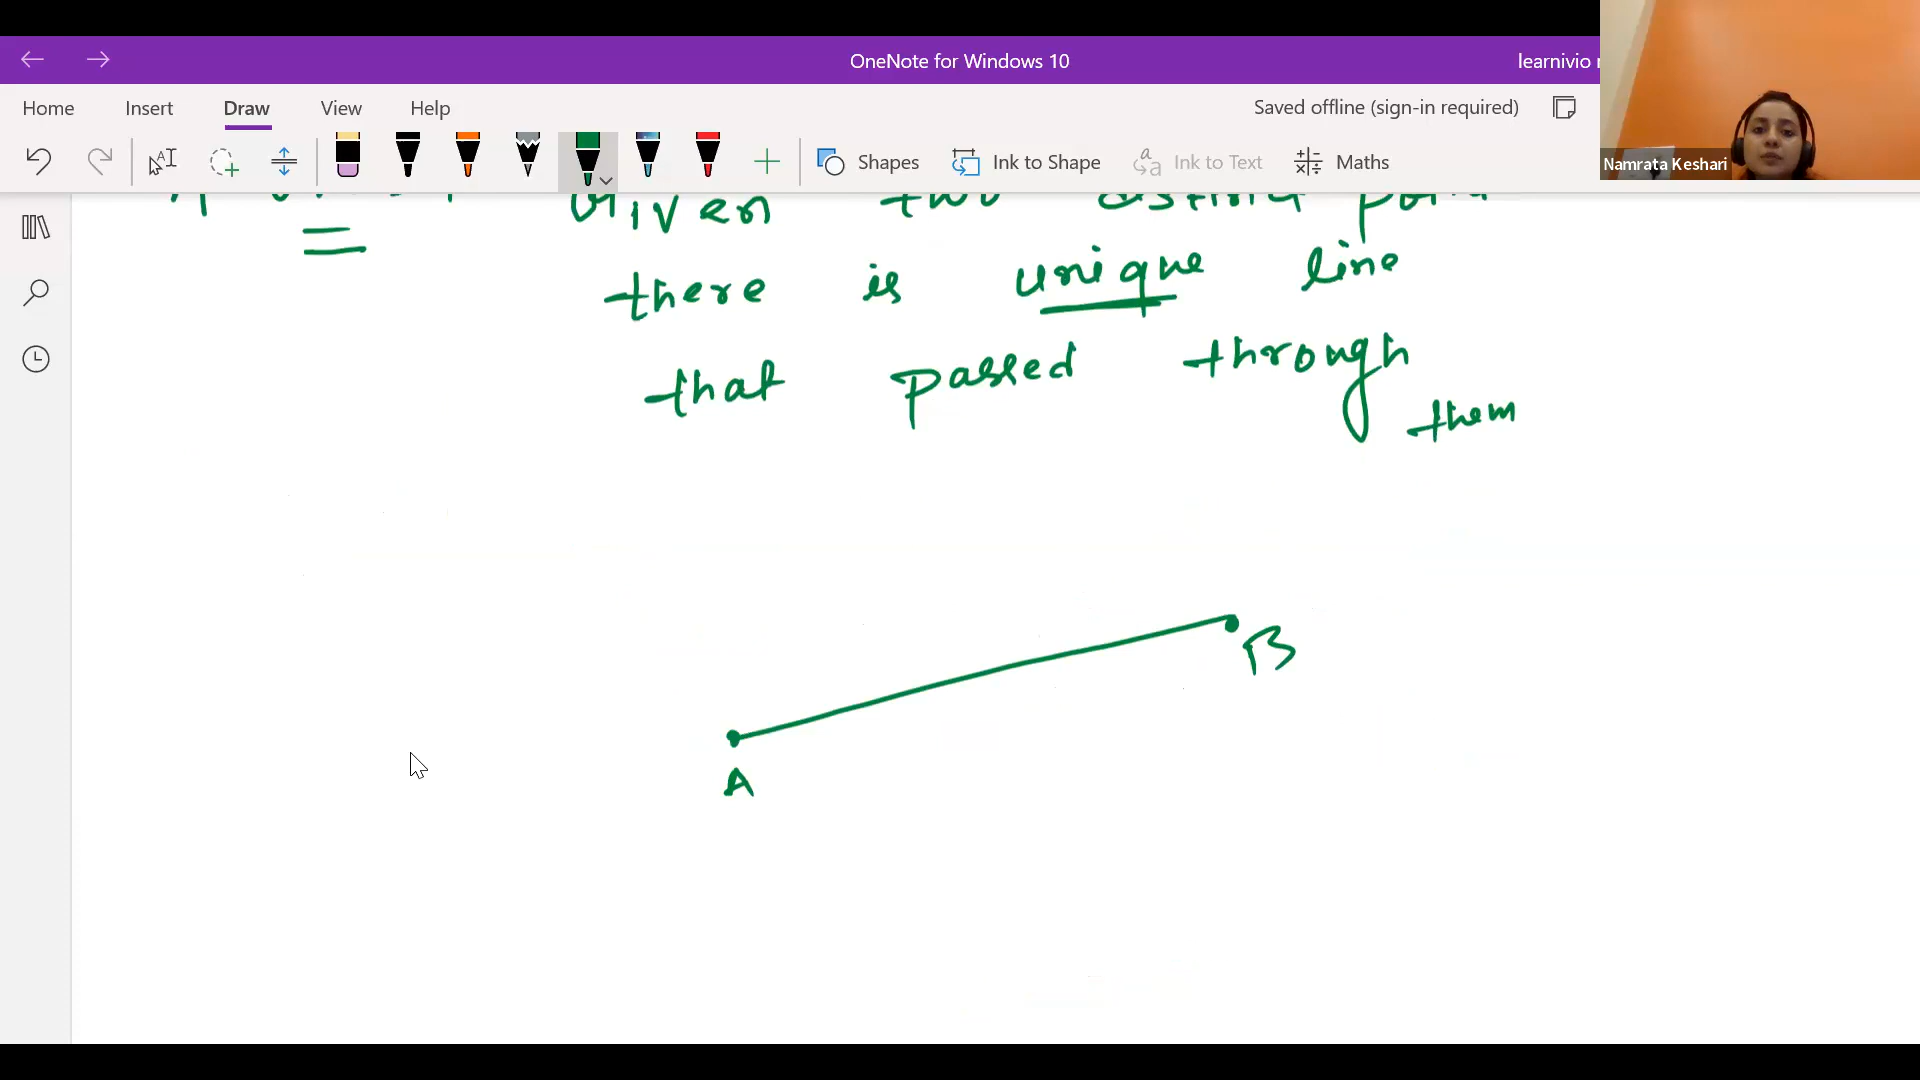 OneNote for Windows 10
learnivio
Home Insert Draw View Help
Saved offline (sign-in required)
Shapes Ink to Shape Ink to Text Maths
Namrata Keshari
Given two distinct
there is unique line
that passed through
them
B
A